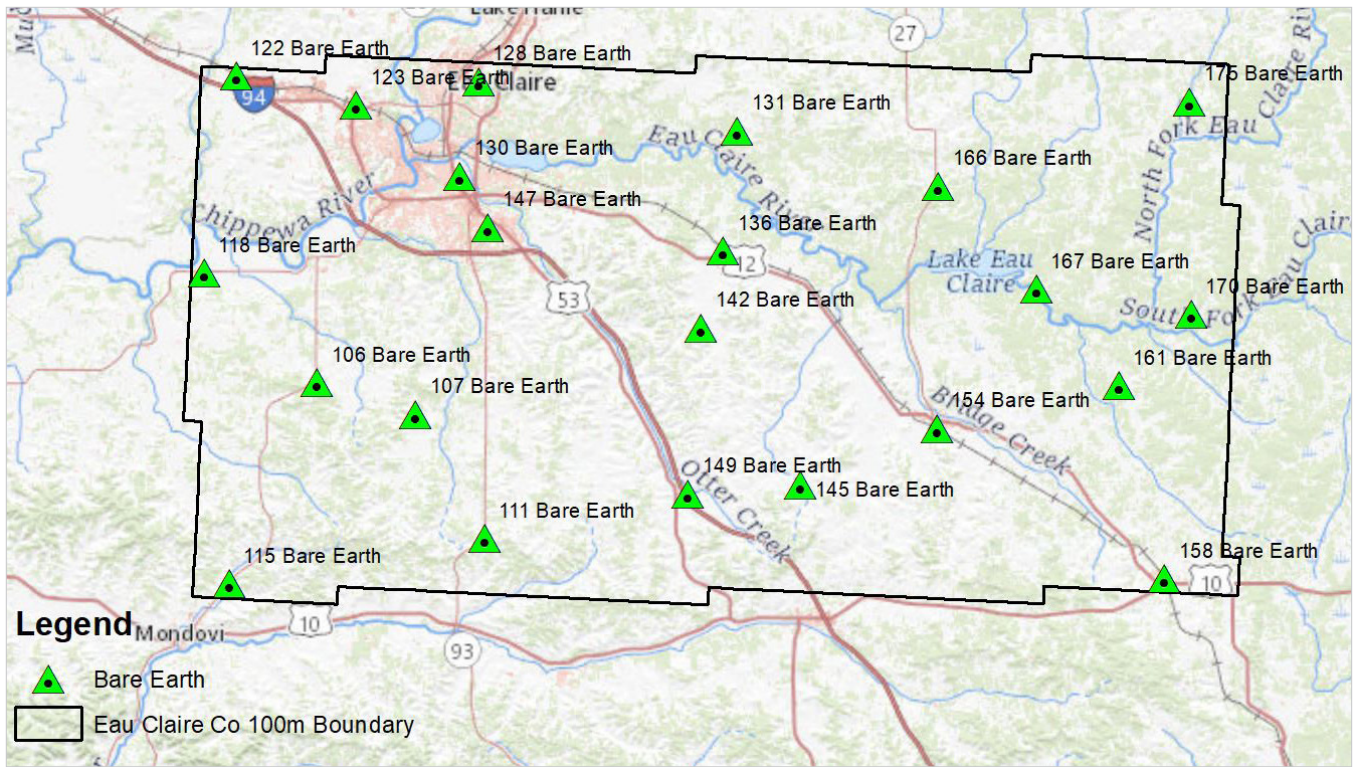 Lake Hallie
27
122 Bare Earth
128 Bare Earth
94
123 Bare Earth
Eau Claire
175 Bare Earth
131 Bare Earth
Eau Claire River
North Fork Eau Claire River
130 Bare Earth
166 Bare Earth
Chippewa River
147 Bare Earth
136 Bare Earth
118 Bare Earth
12
Lake Eau
Claire
167 Bare Earth
53
142 Bare Earth
170 Bare Earth
South Fork Eau Clair
106 Bare Earth
107 Bare Earth
161 Bare Earth
154 Bare Earth
Bridge Creek
149 Bare Earth
145 Bare Earth
Otter Creek
111 Bare Earth
115 Bare Earth
158 Bare Earth
10
Legend
Mondovi
10
93
Bare Earth
Eau Claire Co 100m Boundary